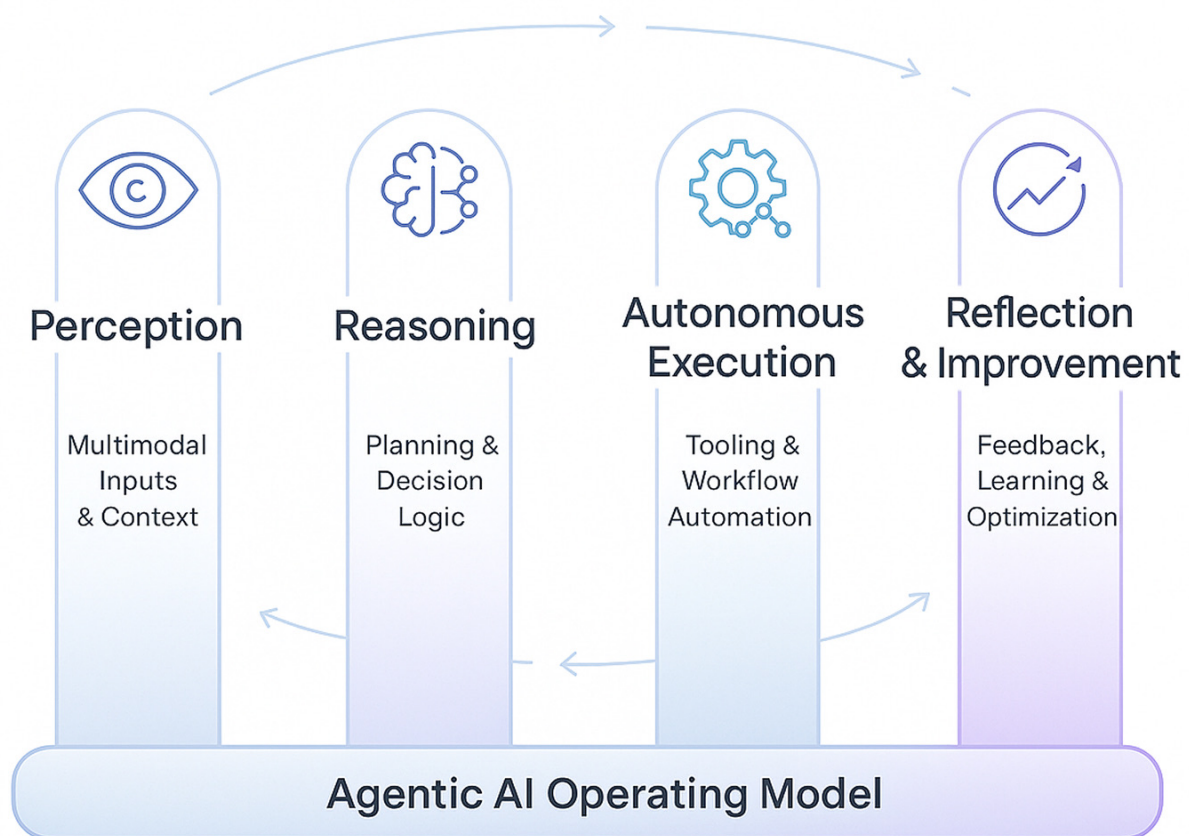 C
Perception
Reasoning
Autonomous
Execution
Reflection
& Improvement
Multimodal
Inputs
& Context
Planning &
Decision
Logic
Tooling &
Workflow
Automation
Feedback,
Learning &
Optimization
Agentic AI Operating Model